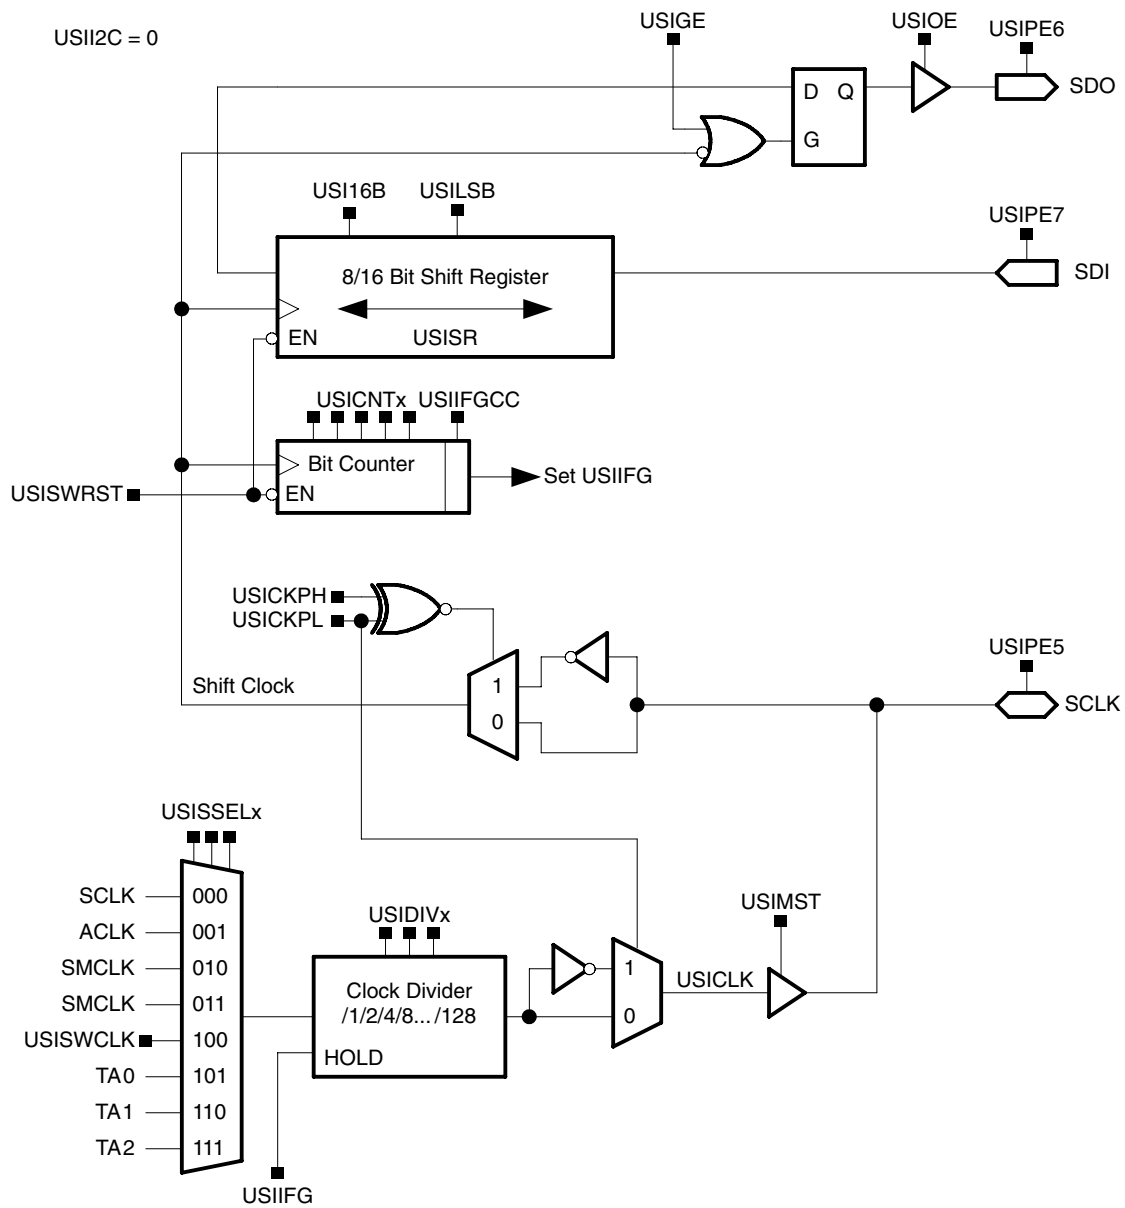 USII2C = 0
USIGE
USIOE
USIPE6
D Q
G
SDO
USI16B
USILSB
USIPE7
8/16 Bit Shift Register
USISR
EN
SDI
USICNTx
USIIFGCC
Bit Counter
EN
Set USIIFG
USISWRST
USICKPH
USICKPL
USIPE5
Shift Clock
1
0
SCLK
USISSELx
SCLK 000
ACLK 001
SMCLK 010
SMCLK 011
USISWCLK 100
TA0 101
TA1 110
TA2 111
USIDIVx
Clock Divider
/1/2/4/8... /128
HOLD
USIIFG
1
0
USICLK
USIMST